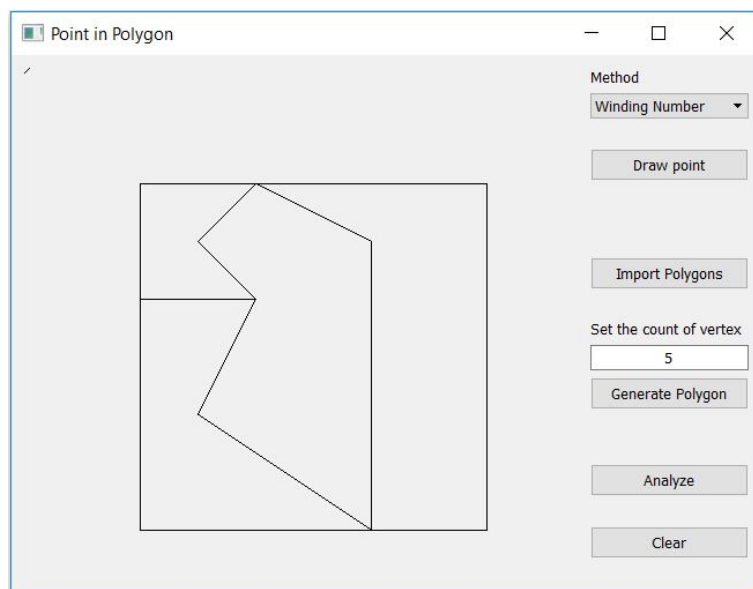 Point in Polygon
Method
Winding Number
Draw point
Import Polygons
Set the count of vertex
5
Generate Polygon
Analyze
Clear